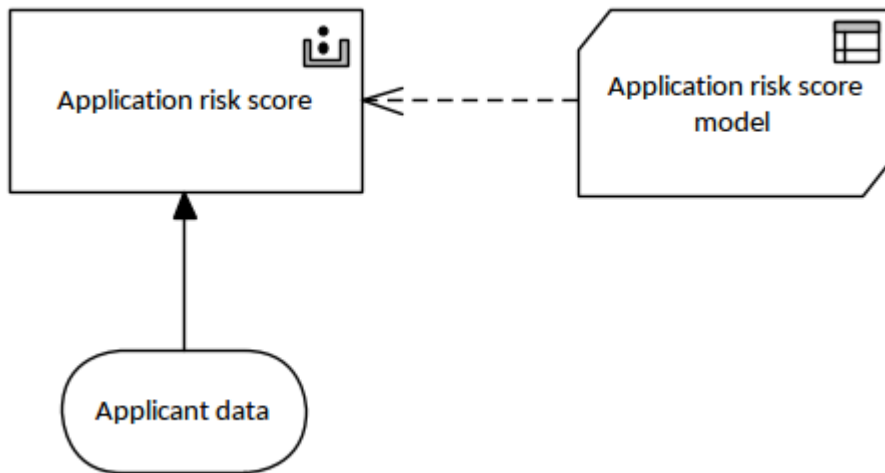 Application risk score
Application risk score
model
Applicant data